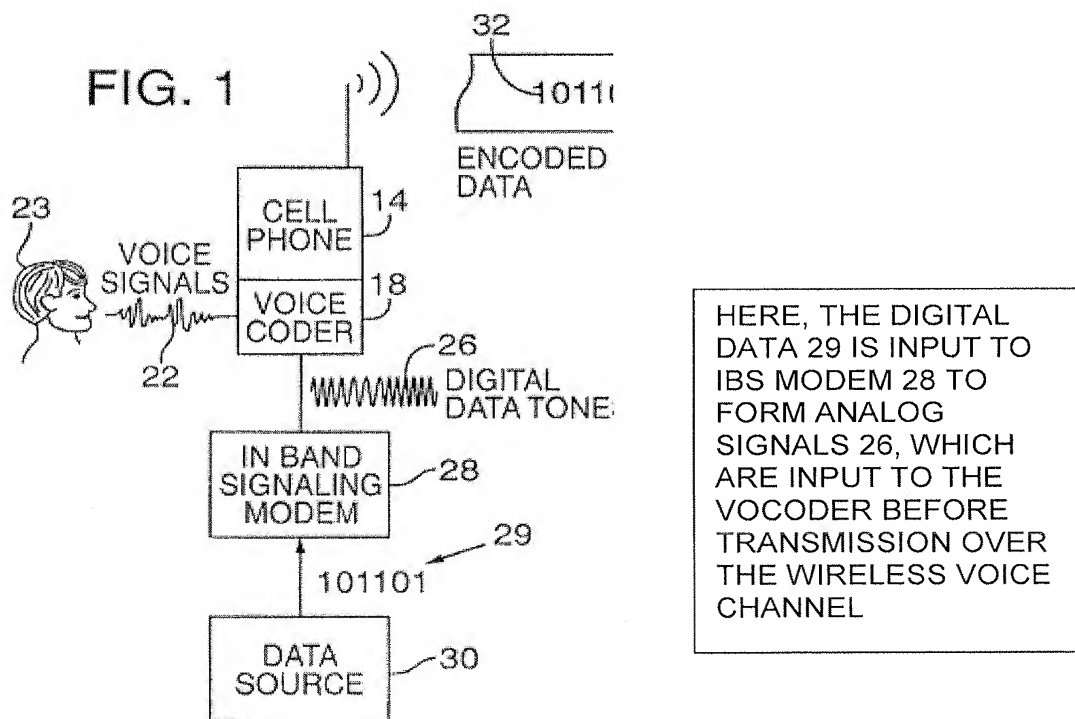 FIG. 1
32
ENCODED
DATA
CELL
PHONE
14
23
VOICE
SIGNALS
22
VOICE
CODER
18
26
DIGITAL
DATA TONE
IN BAND
SIGNALING
MODEM
28
29
101101
DATA
SOURCE
30
HERE, THE DIGITAL
DATA 29 IS INPUT TO
IBS MODEM 28 TO
FORM ANALOG
SIGNALS 26, WHICH
ARE INPUT TO THE
VOCODER BEFORE
TRANSMISSION OVER
THE WIRELESS VOICE
CHANNEL